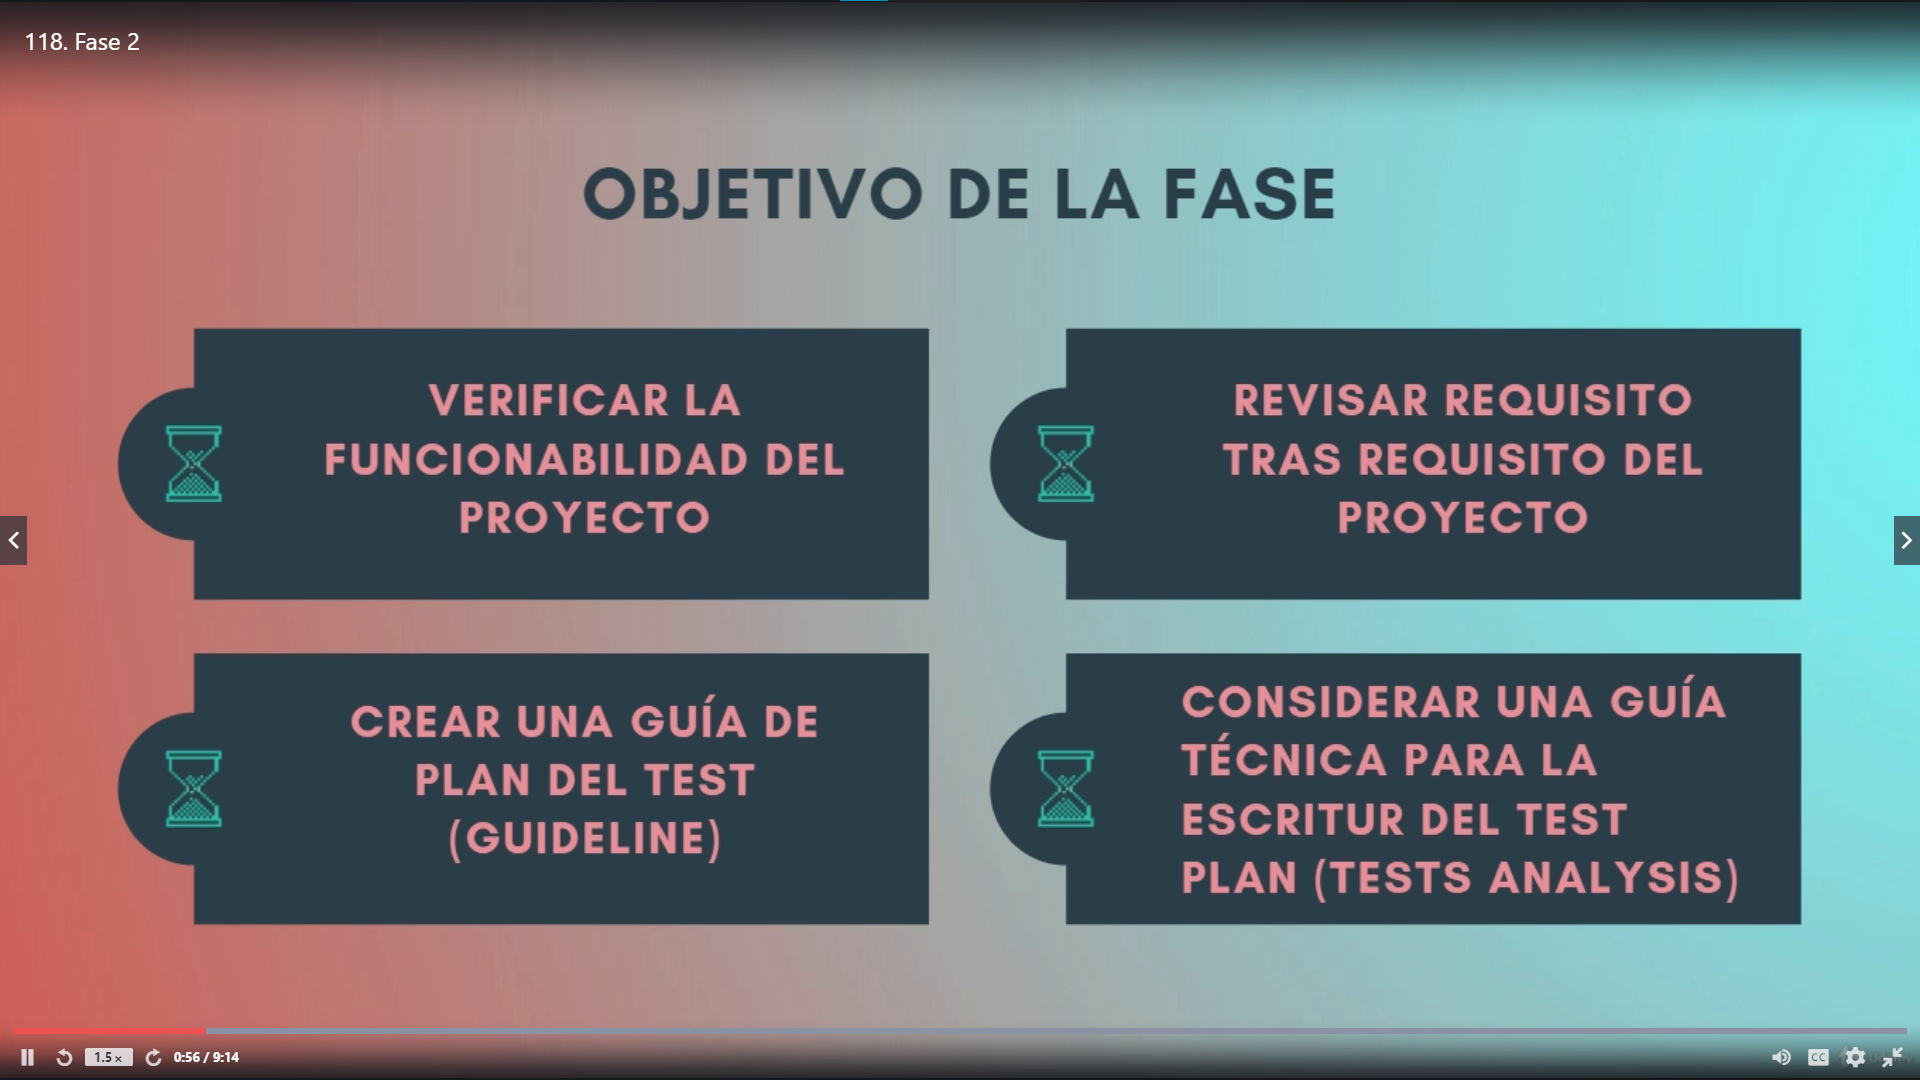 118. Fase 2
OBJETIVO DE LA FASE
VERIFICAR LA
FUNCIONABILIDAD DEL
PROYECTO
REVISAR REQUISITO
TRAS REQUISITO DEL
PROYECTO
CREAR UNA GUÍA DE
PLAN DEL TEST
(GUIDELINE)
CONSIDERAR UNA GUÍA
TÉCNICA PARA LA
ESCRITUR DEL TEST
PLAN (TESTS ANALYSIS)
1.5×
0:56 / 9:14
CC